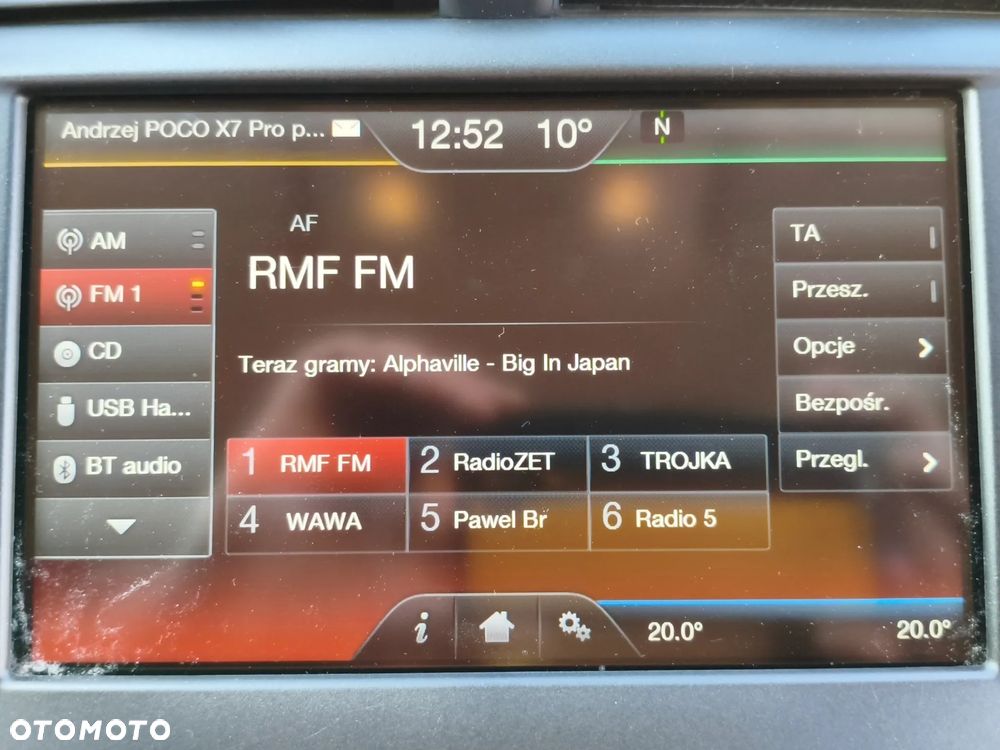 Andrzej POCO X7 Pro p...
12:52 10°
N
AM
FM 1
CD
USB Ha...
BT audio
AF
RMF FM
Teraz gramy: Alphaville - Big In Japan
1 RMF FM
2 RadioZET
3 TROJKA
4 WAWA
5 Pawel Br
6 Radio 5
TA
Przesz.
Opcje
Bezpośr.
Przegl.
i
20.0°
20.0°
OTOMOTO